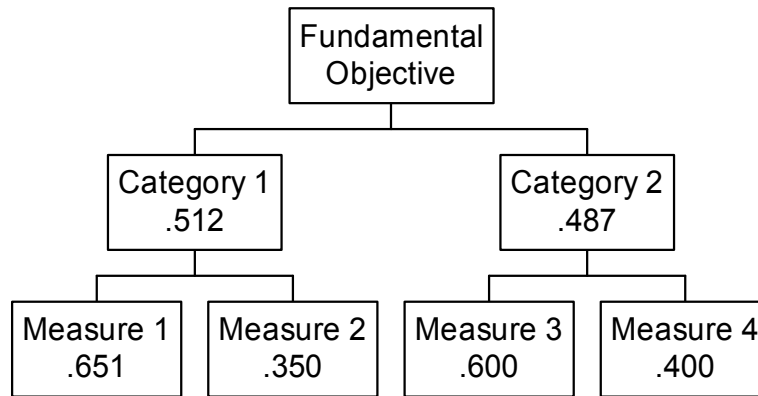 Fundamental
Objective
Category 1
.512
Category 2
.487
Measure 1
.651
Measure 2
.350
Measure 3
.600
Measure 4
.400